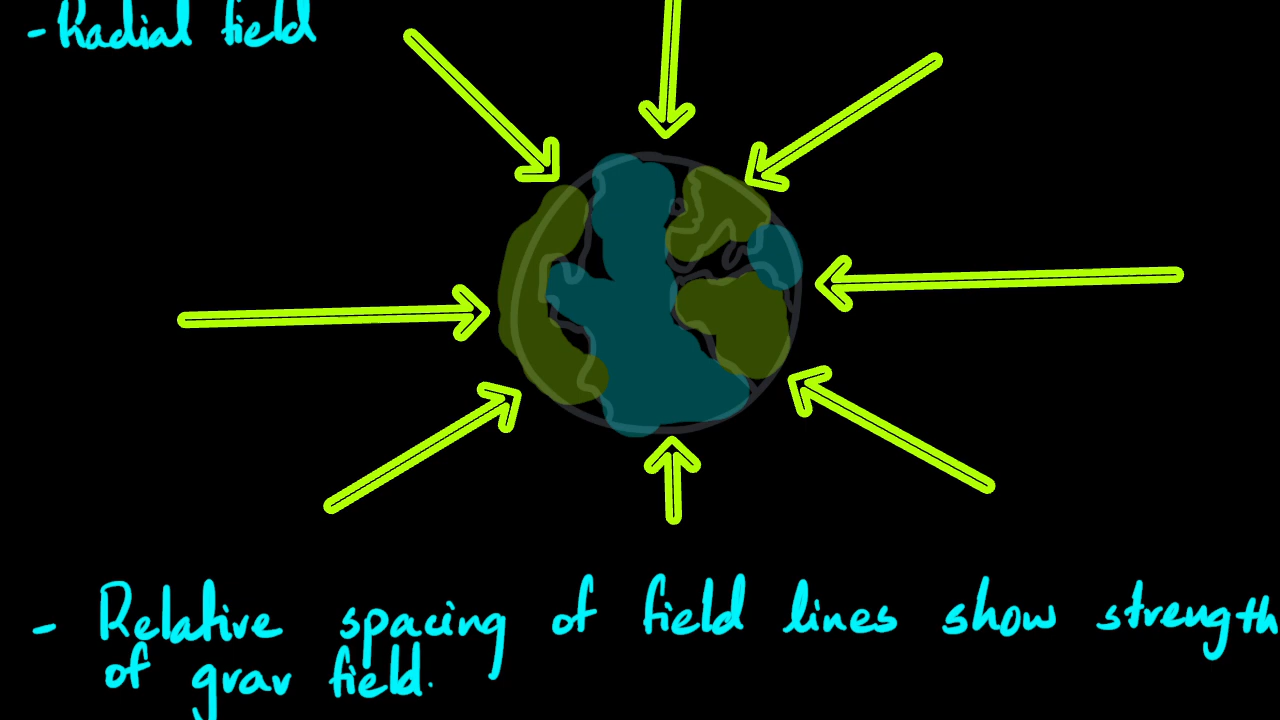 - Radial field
- Relative spacing of field lines show strength
of grav field.